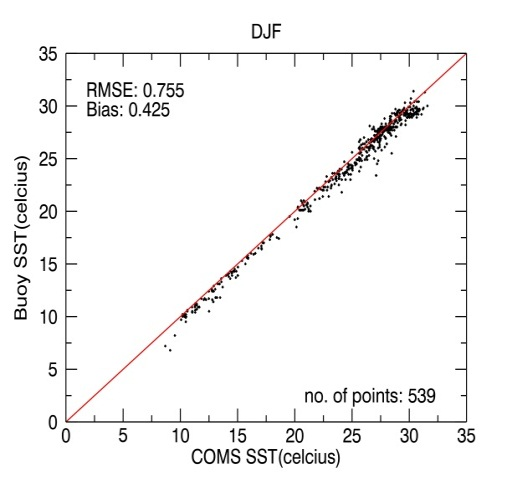 DJF
35
RMSE: 0.755
Bias: 0.425
30
25
20
15
10
5
0
Buoy SST(celcius)
no. of points: 539
0 5 10 15 20 25 30 35
COMS SST(celcius)